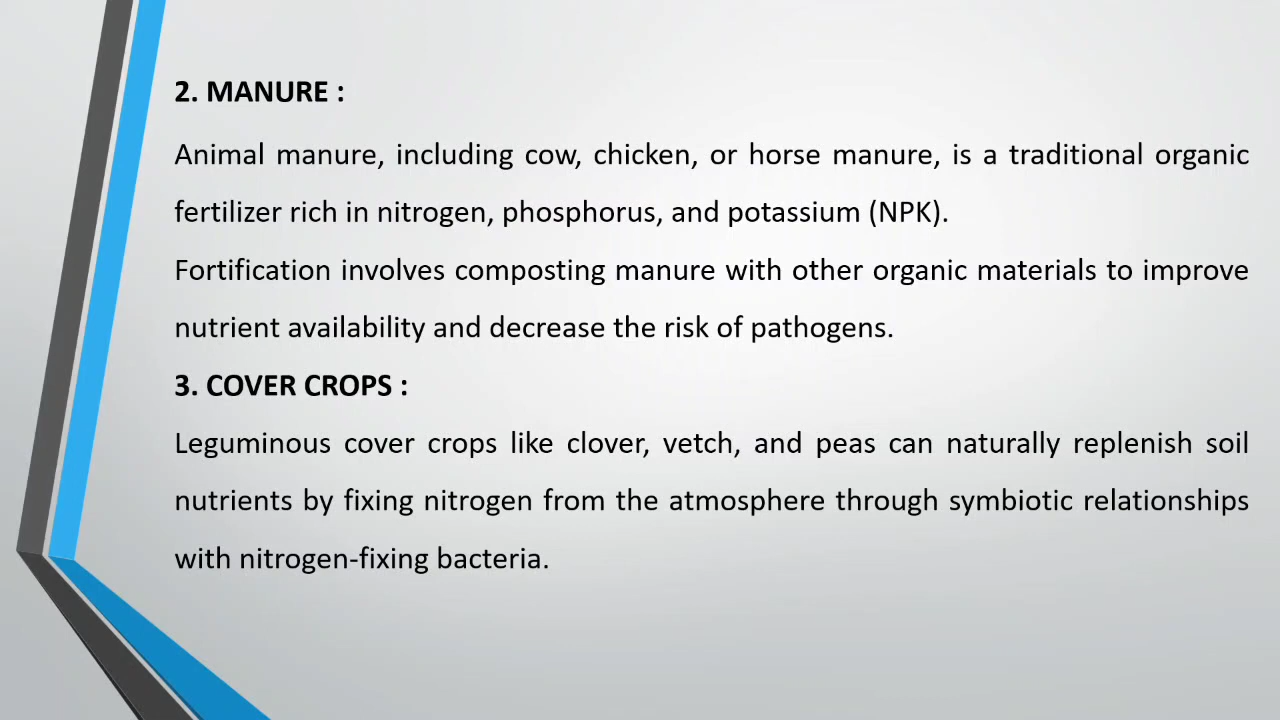 2. MANURE :
Animal manure, including cow, chicken, or horse manure, is a traditional organic
fertilizer rich in nitrogen, phosphorus, and potassium (NPK).
Fortification involves composting manure with other organic materials to improve
nutrient availability and decrease the risk of pathogens.
3. COVER CROPS :
Leguminous cover crops like clover, vetch, and peas can naturally replenish soil
nutrients by fixing nitrogen from the atmosphere through symbiotic relationships
with nitrogen-fixing bacteria.